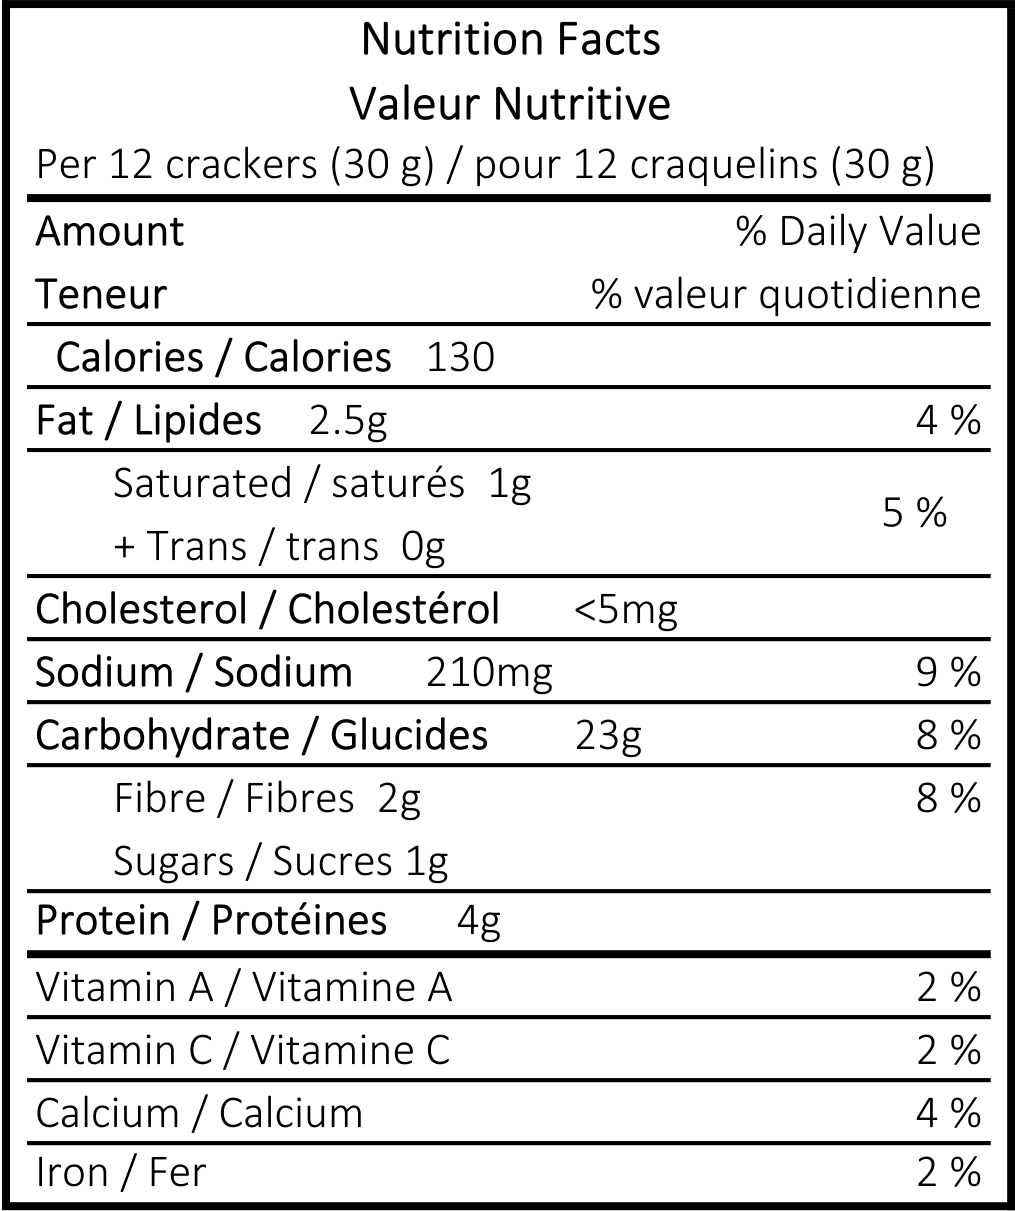 Nutrition Facts
Valeur Nutritive
Per 12 crackers (30 g) / pour 12 craquelins (30 g)
Amount % Daily Value
Teneur % valeur quotidienne
Calories / Calories 130
Fat / Lipides 2.5g 4 %
Saturated / saturés 1g
5 %
+ Trans / trans 0g
Cholesterol / Cholestérol <5mg
Sodium / Sodium 210mg 9 %
Carbohydrate / Glucides 23g 8 %
Fibre / Fibres 2g 8 %
Sugars / Sucres 1g
Protein / Protéines 4g
Vitamin A / Vitamine A 2 %
Vitamin C / Vitamine C 2 %
Calcium / Calcium 4 %
Iron / Fer 2 %